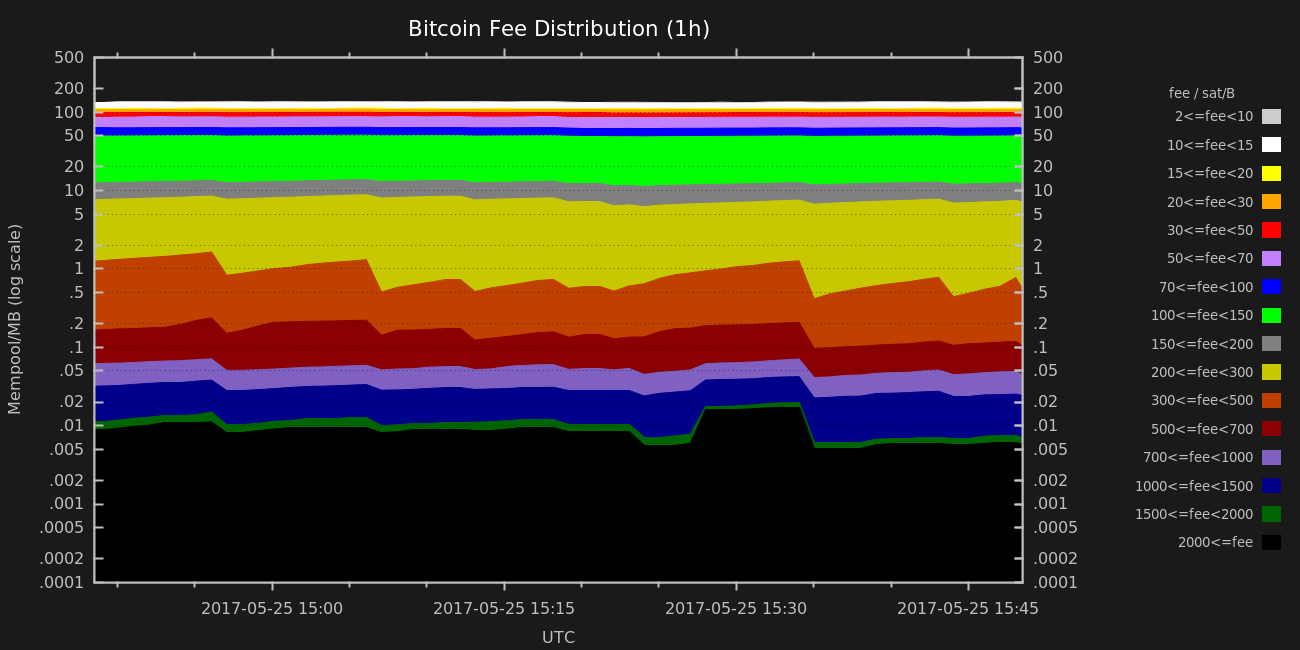 Bitcoin Fee Distribution (1h)
500
200
100
50
20
10
5
2
1
.5
.2
.1
.05
.02
.01
.005
.002
.001
.0005
.0002
.0001
Mempool/MB (log scale)
500
200
100
50
20
10
5
2
1
.5
.2
.1
.05
.02
.01
.005
.002
.001
.0005
.0002
.0001
2017-05-25 15:00
2017-05-25 15:15
2017-05-25 15:30
2017-05-25 15:45
UTC
fee / sat/B
2<=fee<10
10<=fee<15
15<=fee<20
20<=fee<30
30<=fee<50
50<=fee<70
70<=fee<100
100<=fee<150
150<=fee<200
200<=fee<300
300<=fee<500
500<=fee<700
700<=fee<1000
1000<=fee<1500
1500<=fee<2000
2000<=fee